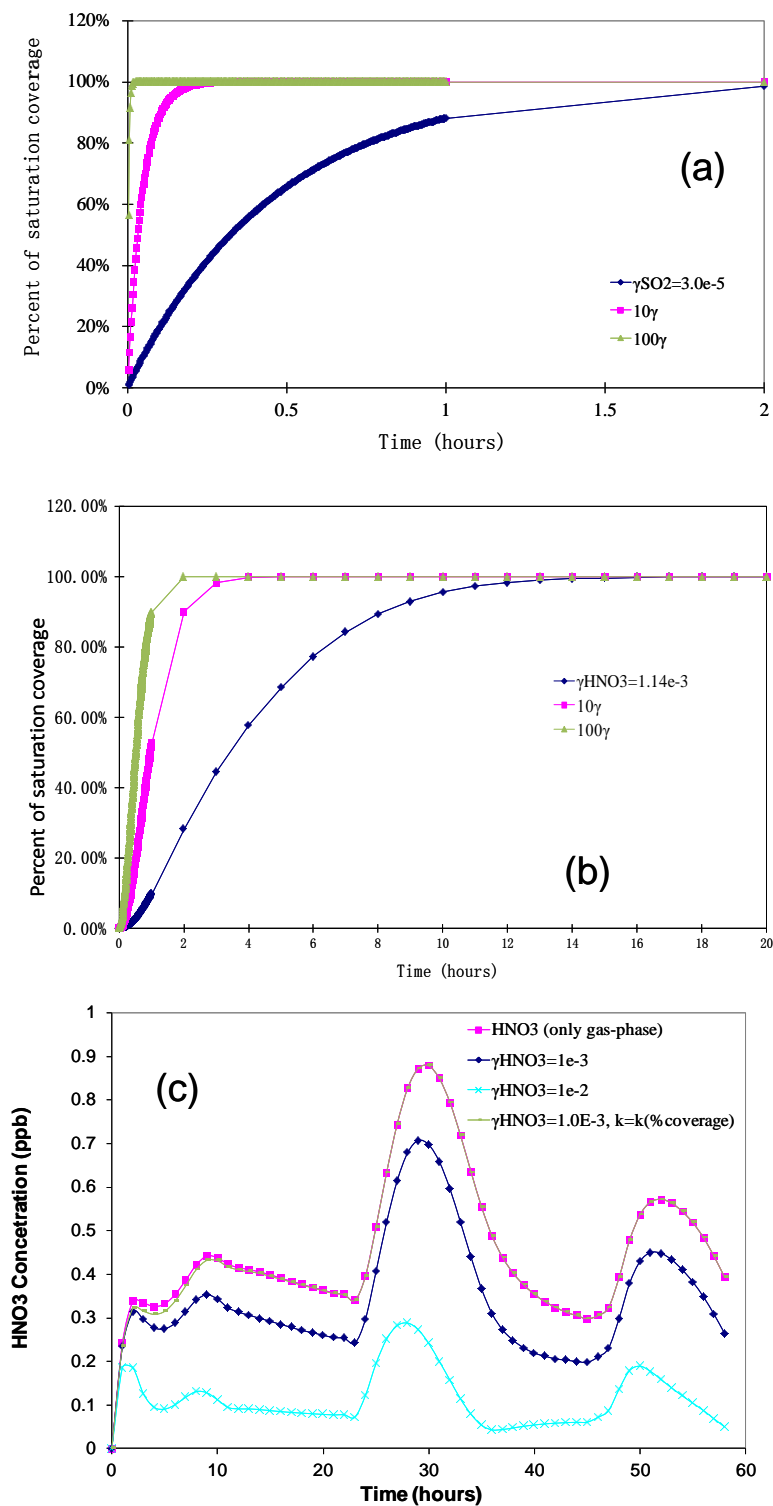 120%
100%
80%
60%
40%
20%
0%
Percent of saturation coverage
(a)
γSO2=3.0e-5
10γ
100γ
0
0.5
1
1.5
2
Time (hours)
120.00%
100.00%
80.00%
60.00%
40.00%
20.00%
0.00%
Percent of saturation coverage
γHNO3=1.14e-3
10γ
100γ
(b)
0
2
4
6
8
10
12
14
16
18
20
Time (hours)
1
0.9
0.8
0.7
0.6
0.5
0.4
0.3
0.2
0.1
0
HNO3 Concetration (ppb)
(c)
HNO3 (only gas-phase)
γHNO3=1e-3
γHNO3=1e-2
γHNO3=1.0E-3, k=k(%coverage)
0
10
20
30
40
50
60
Time (hours)